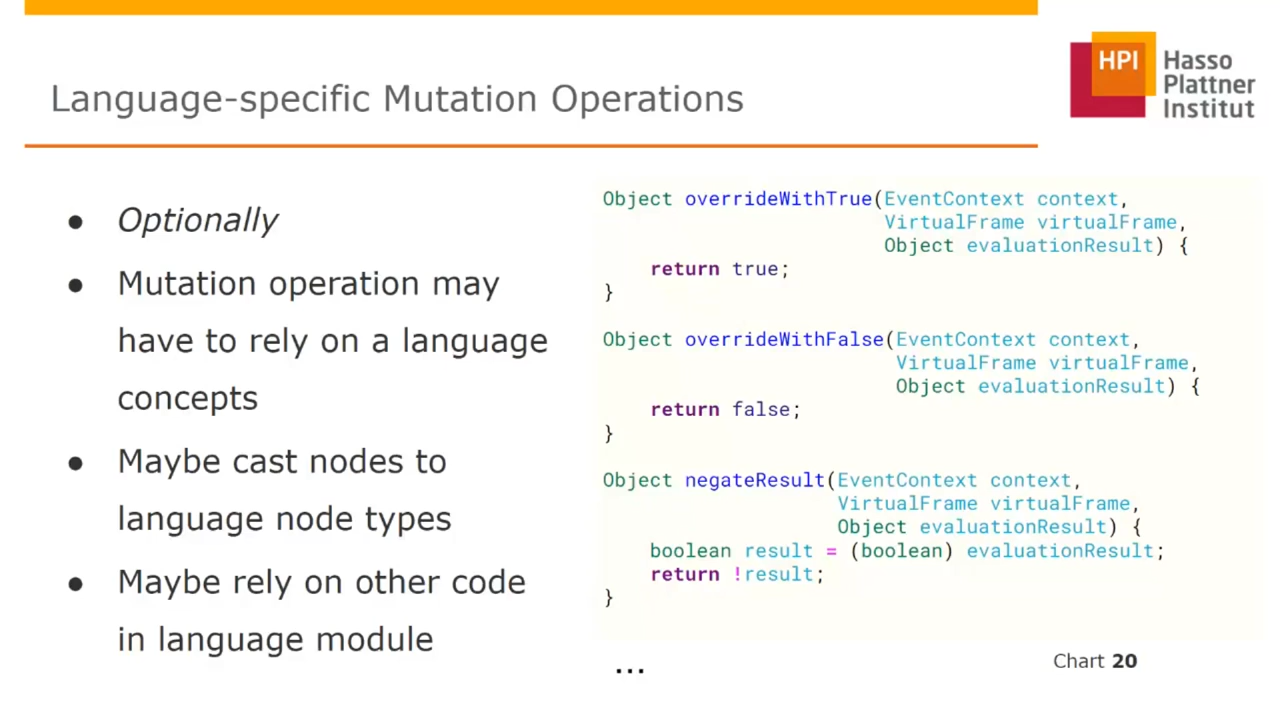 Language-specific Mutation Operations
HPI Hasso
Plattner
Institut
● Optionally
● Mutation operation may
have to rely on a language
concepts
● Maybe cast nodes to
language node types
● Maybe rely on other code
in language module
Object overrideWithTrue(EventContext context,
VirtualFrame virtualFrame,
Object evaluationResult) {
return true;
}
Object overrideWithFalse(EventContext context,
VirtualFrame virtualFrame,
Object evaluationResult) {
return false;
}
Object negateResult(EventContext context,
VirtualFrame virtualFrame,
Object evaluationResult) {
boolean result = (boolean) evaluationResult;
return !result;
}
...
Chart 20